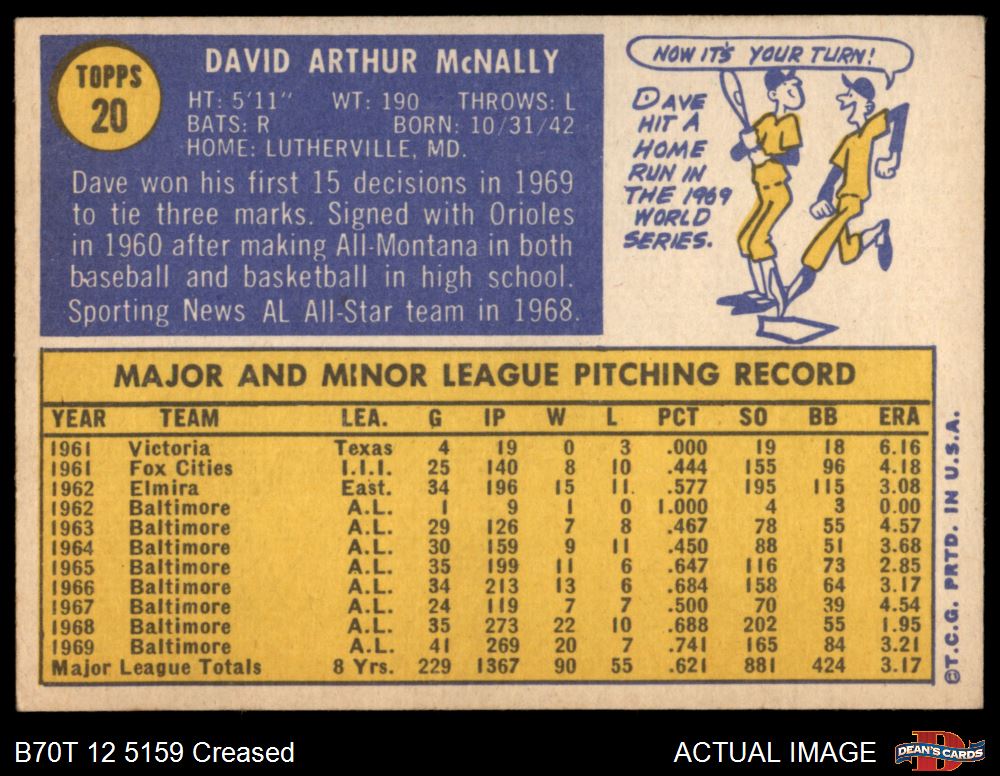 TOPPS
20
DAVID ARTHUR McNALLY
HT: 5'11" WT: 190 THROWS: L
BATS: R BORN: 10/31/42
HOME: LUTHERVILLE, MD.
Dave won his first 15 decisions in 1969
to tie three marks. Signed with Orioles
in 1960 after making All-Montana in both
baseball and basketball in high school.
Sporting News AL All-Star team in 1968.
NOW IT'S YOUR TURN!
DAVE
HIT A
HOME
RUN IN
THE 1969
WORLD
SERIES.
MAJOR AND MINOR LEAGUE PITCHING RECORD
YEAR TEAM LEA. G IP W L PCT SO BB ERA
1961 Victoria Texas 4 19 0 3 .000 19 18 6.16
1961 Fox Cities I.I.I. 25 140 8 10 .444 155 96 4.18
1962 Elmira East. 34 196 15 11 .577 195 115 3.08
1962 Baltimore A.L. 1 9 1 0 1.000 4 3 0.00
1963 Baltimore A.L. 29 126 7 8 .467 78 55 4.57
1964 Baltimore A.L. 30 159 9 11 .450 88 51 3.68
1965 Baltimore A.L. 35 199 11 6 .647 116 73 2.85
1966 Baltimore A.L. 34 213 13 6 .684 158 64 3.17
1967 Baltimore A.L. 24 119 7 7 .500 70 39 4.54
1968 Baltimore A.L. 35 273 22 10 .688 202 55 1.95
1969 Baltimore A.L. 41 269 20 7 .741 165 84 3.21
Major League Totals 8 Yrs. 229 1367 90 55 .621 881 424 3.17
©T.C.G. PRTD. IN U.S.A.
B70T 12 5159 Creased
ACTUAL IMAGE
DEAN'S CARDS